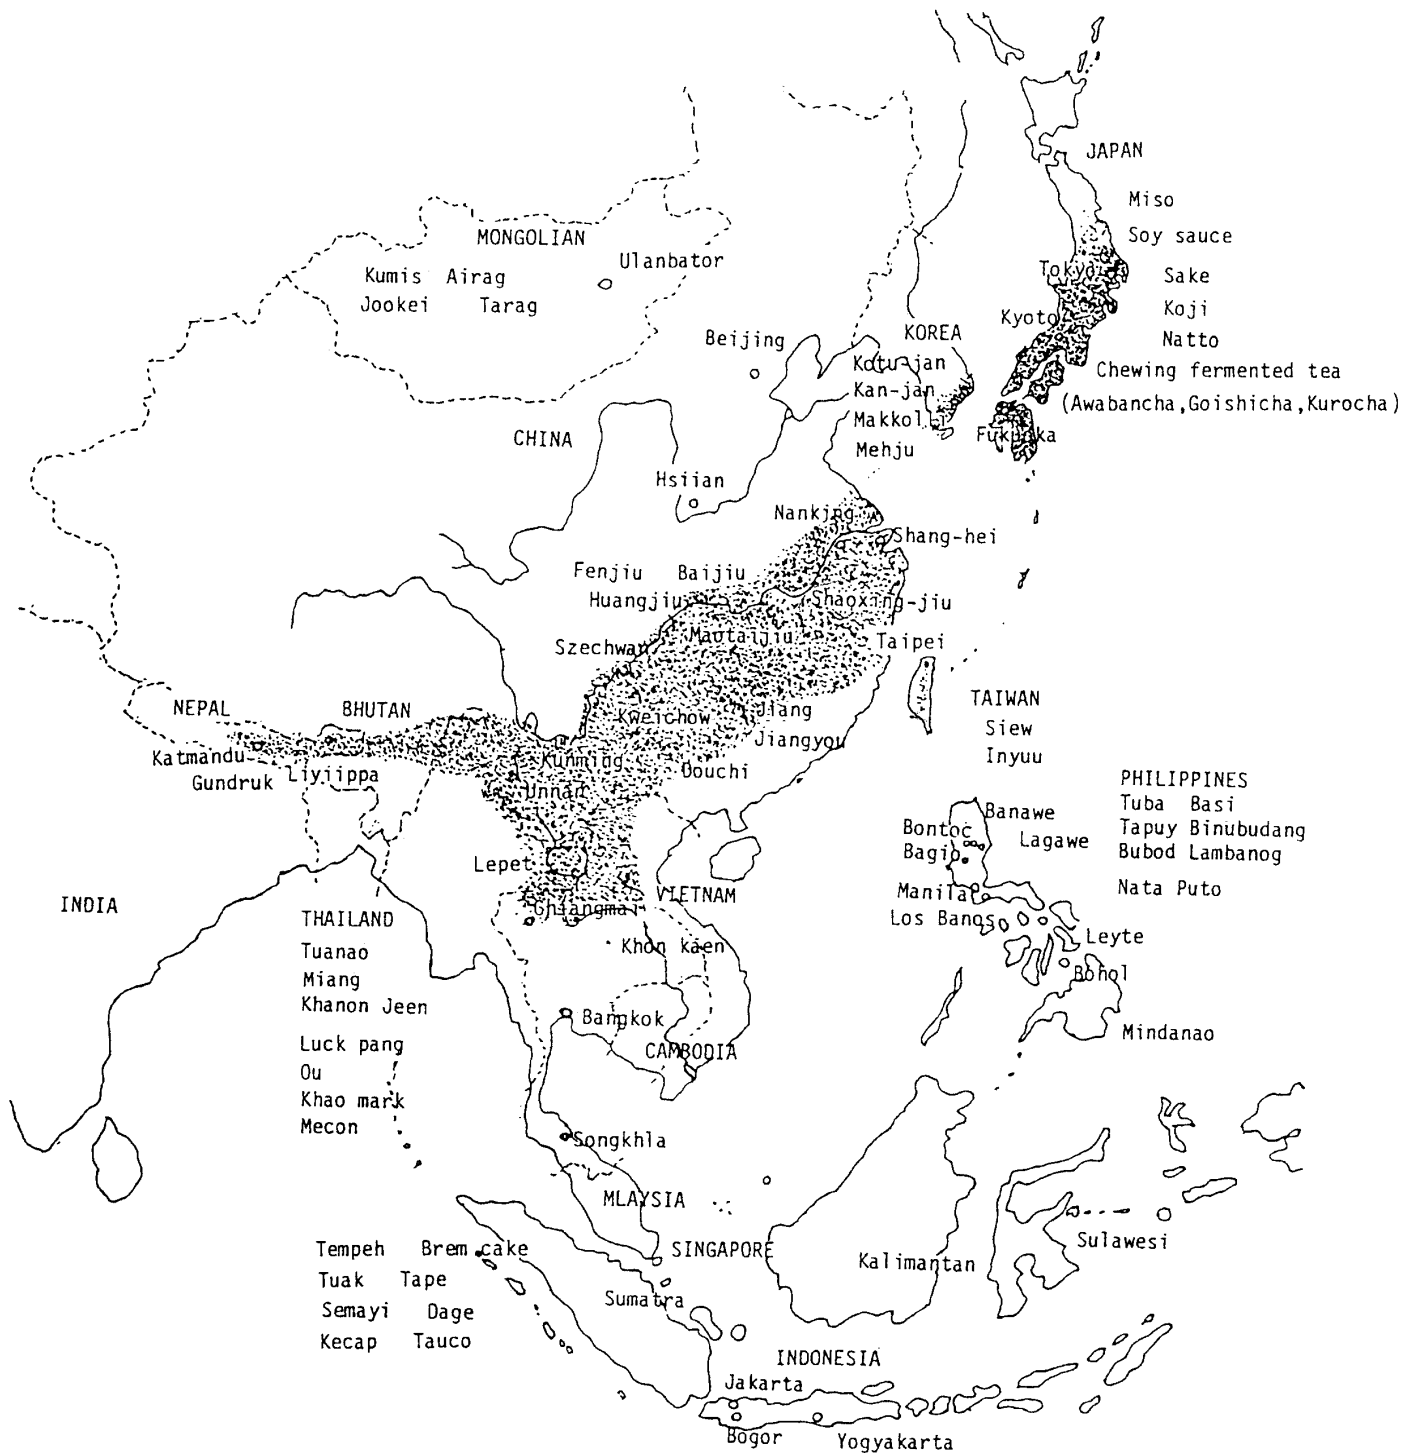 JAPAN
Miso
Soy sauce
Tokyo
Sake
Koji
Natto
Kyoto
Chewing fermented tea
(Awabancha,Goishicha,Kurocha)
Fukuoka
MONGOLIAN
Ulanbator
Kumis Airag
Jookei Tarag
Beijing
KOREA
Kotu-jan
Kan-jan
Makkolli
Mehju
CHINA
Hsiian
Nanking
Shang-hei
Fenjiu Baijiu
Huangjiu
Shaoxing-jiu
Maotaijiu
Szechwan
Taipei
TAIWAN
Siew
Inyuu
NEPAL
BHUTAN
Kweichow
Jiang
Jiangyou
Katmandu
Gundruk
Liyiippa
Kunming
Douchi
Unnan
PHILIPPINES
Tuba Basi
Tapuy Binubudang
Bubod Lambanog
Nata Puto
Banawe
Bontoc
Lagawe
Bagio
Manila
Los Banos
Leyte
Bohol
Mindanao
Lepet
INDIA
VIETNAM
Chiangmai
THAILAND
Tuanao
Miang
Khanon Jeen
Luck pang
Ou
Khao mark
Mecon
Khon kaen
Bangkok
CAMBODIA
Songkhla
MLAYSIA
SINGAPORE
Tempeh Brem cake
Tuak Tape
Semayi Dage
Kecap Tauco
Sumatra
Kalimantan
Sulawesi
INDONESIA
Jakarta
Bogor
Yogyakarta